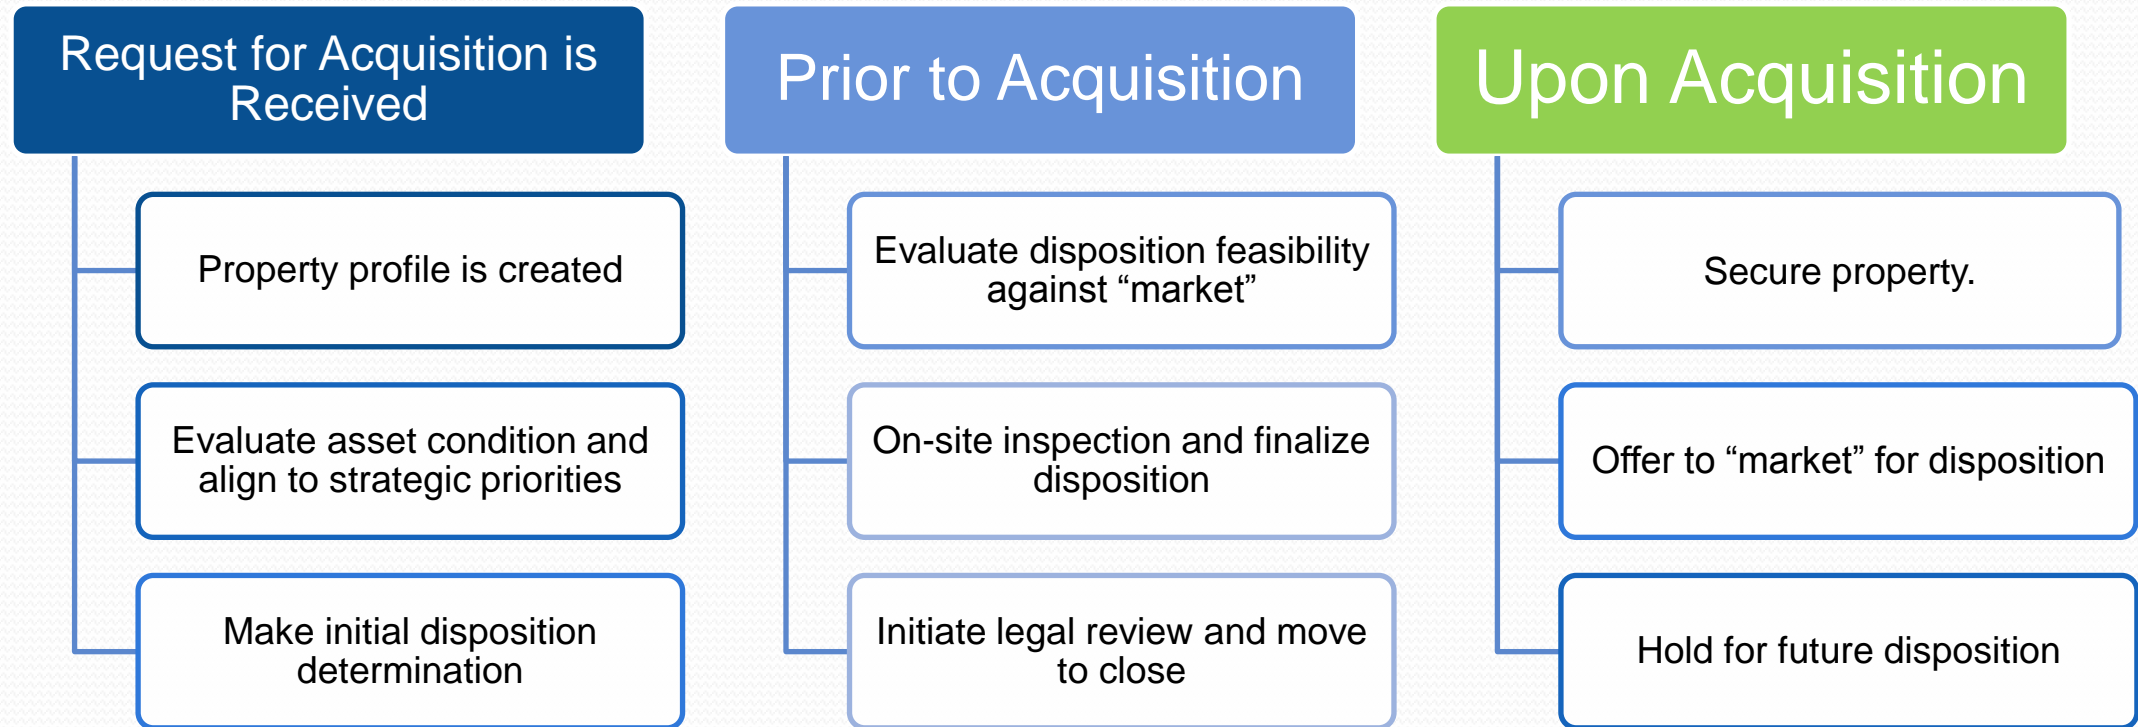 Request for Acquisition is
Received
Property profile is created
Evaluate asset condition and
align to strategic priorities
Make initial disposition
determination
Prior to Acquisition
Evaluate disposition feasibility
against “market”
On-site inspection and finalize
disposition
Initiate legal review and move
to close
Upon Acquisition
Secure property.
Offer to “market” for disposition
Hold for future disposition